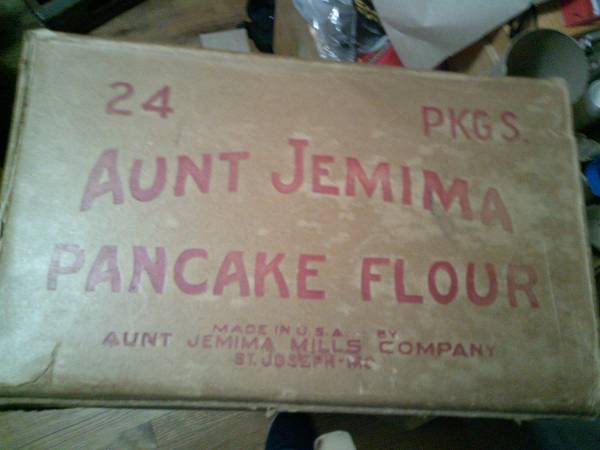 24 PKGS.
AUNT JEMIMA
PANCAKE FLOUR
MADE IN U.S.A. BY
AUNT JEMIMA MILLS COMPANY
ST. JOSEPH-MO